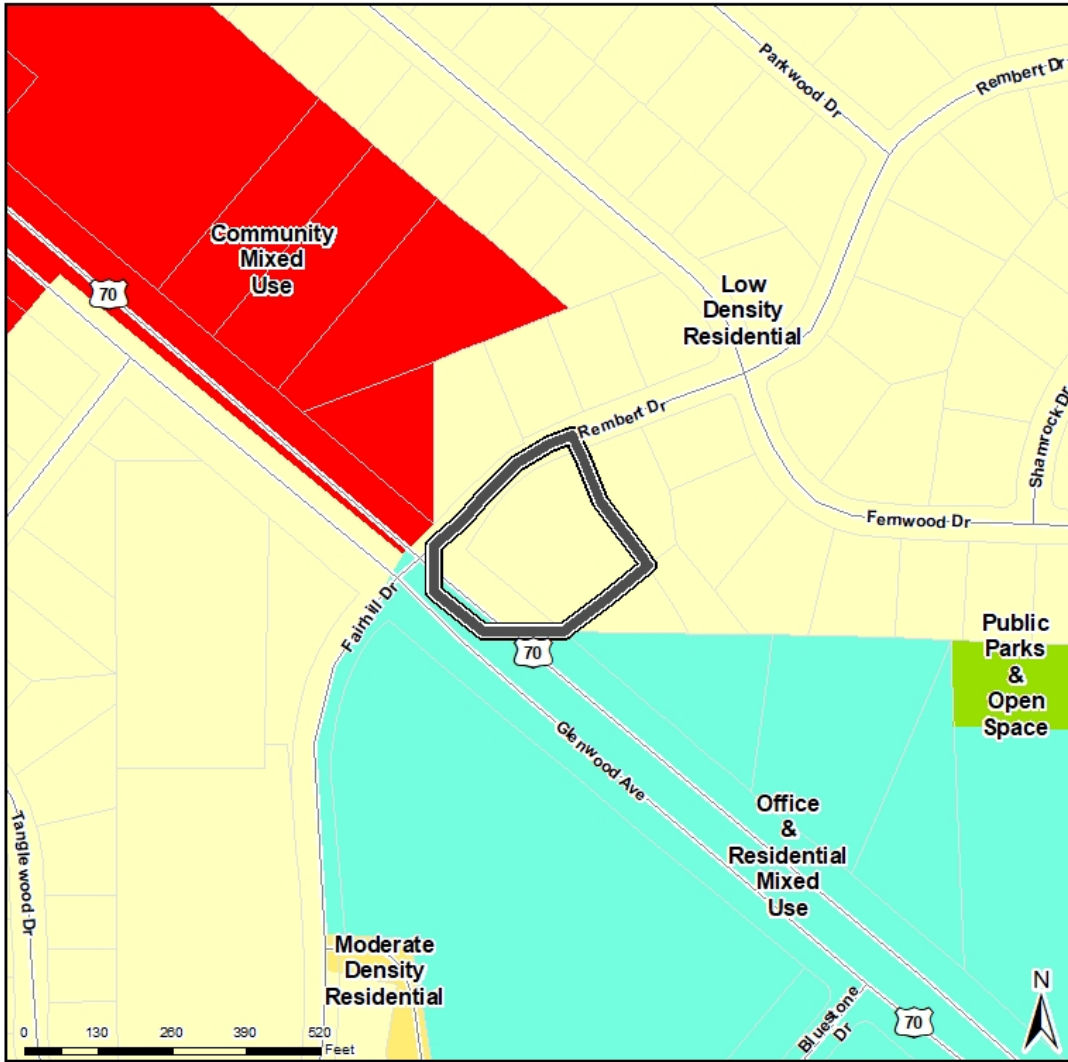 Parkwood Dr
Rembert Dr
Community
Mixed
Use
70
Low
Density
Residential
Rembert Dr
Shamrock Dr
Fernwood Dr
Fairhill Dr
70
Public
Parks
&
Open
Space
Glenwood Ave
Office
&
Residential
Mixed
Use
Tanglewood Dr
Moderate
Density
Residential
Bluestone
Dr
70
N
0 130 260 390 520
Feet